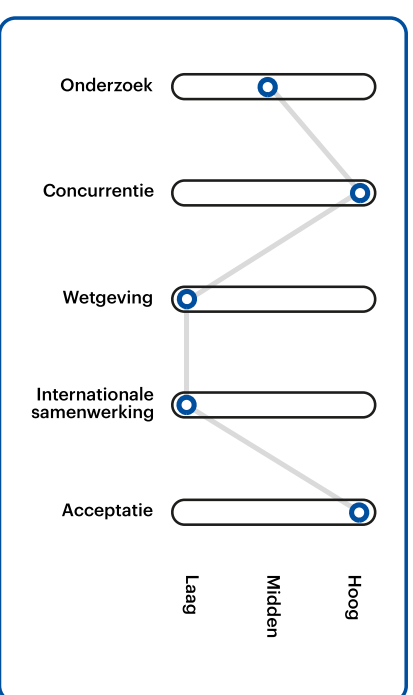 Onderzoek
Concurrentie
Wetgeving
Internationale
samenwerking
Acceptatie
Laag
Midden
Hoog